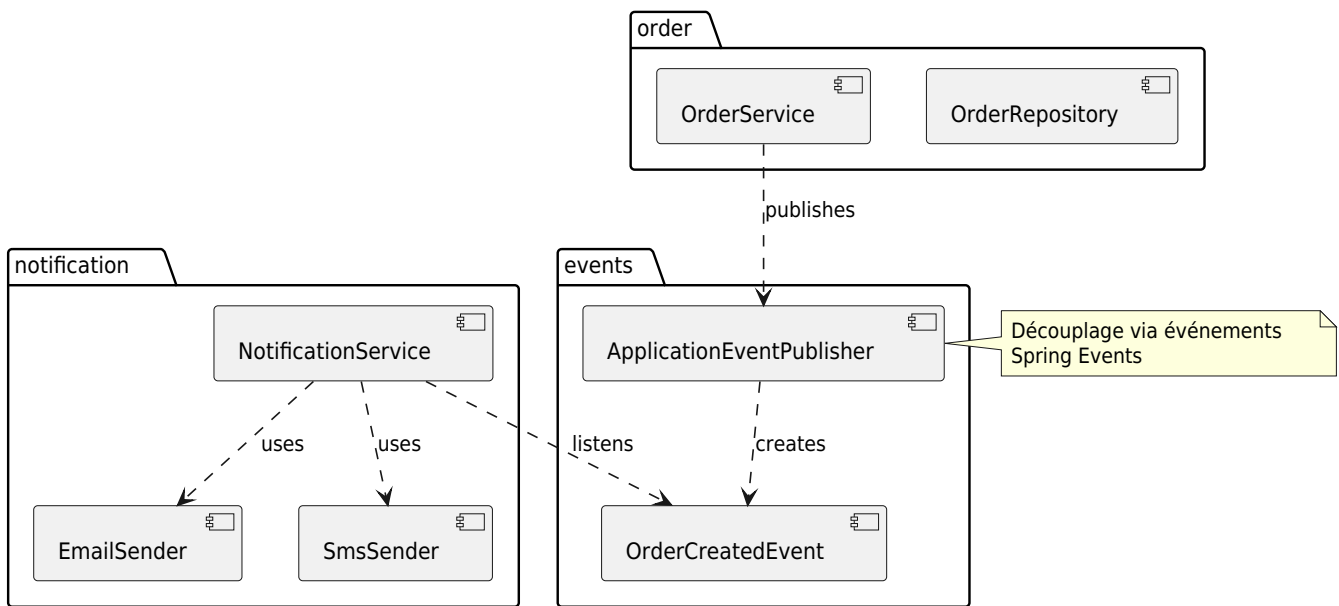 order
OrderService
OrderRepository
publishes
notification
events
NotificationService
ApplicationEventPublisher
Découplage via événements
Spring Events
uses
uses
listens
creates
EmailSender
SmsSender
OrderCreatedEvent